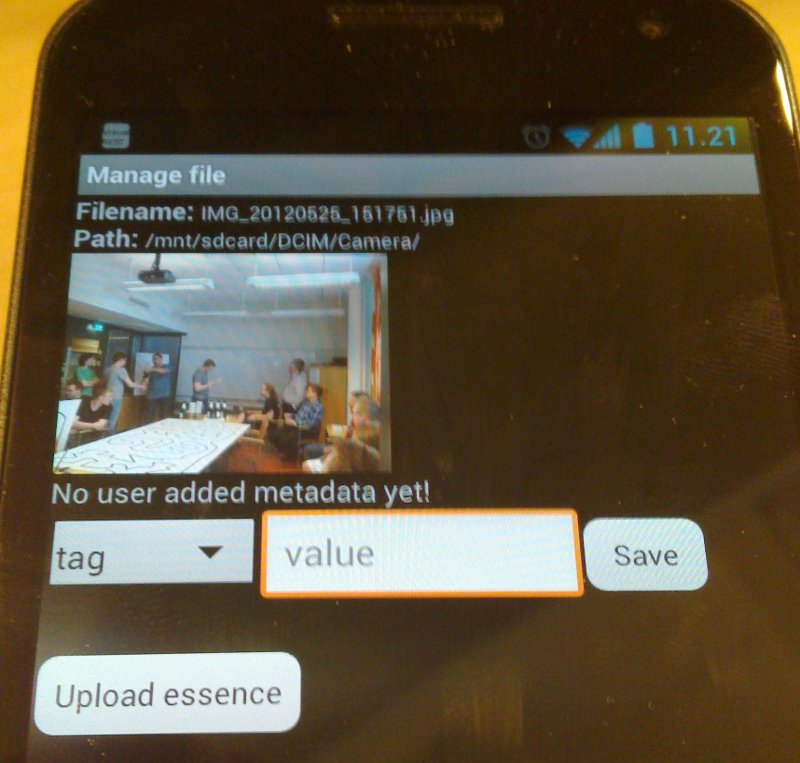 11.21
Manage file
Filename: IMG_20120525_151751.jpg
Path: /mnt/sdcard/DCIM/Camera/
No user added metadata yet!
tag value Save
Upload essence